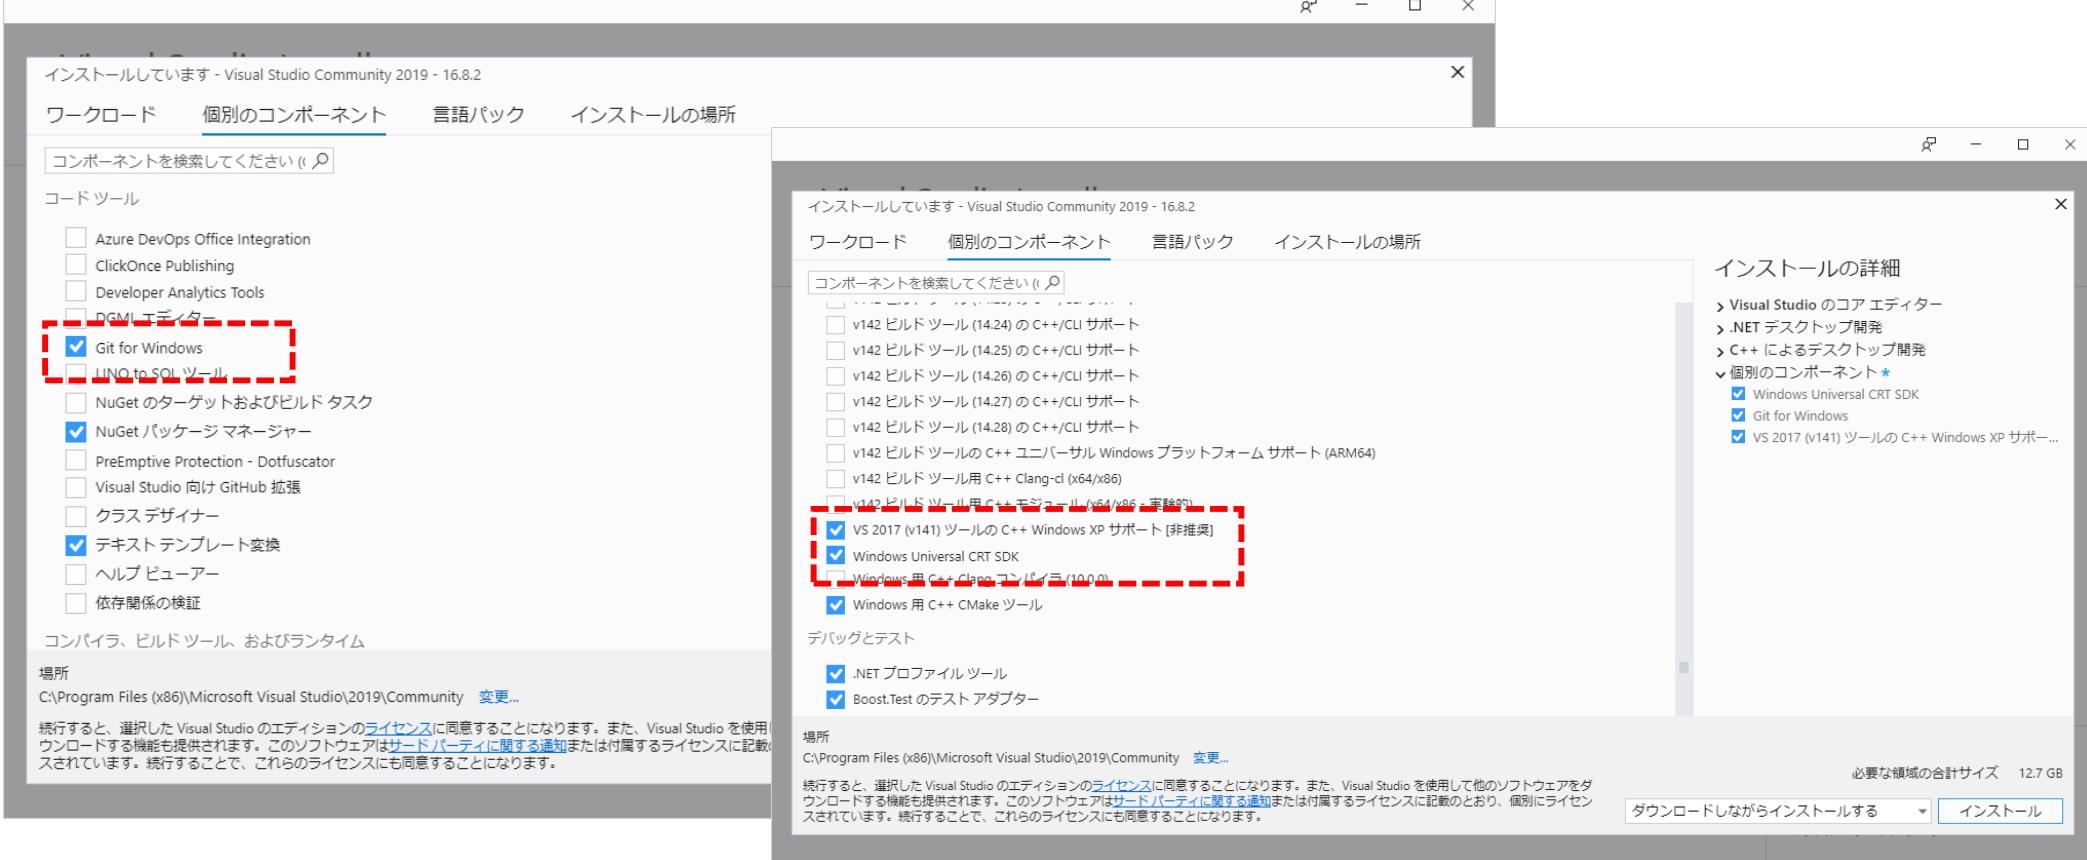 インストールしています - Visual Studio Community 2019 - 16.8.2
ワークロード 個別のコンポーネント 言語パック インストールの場所
コンポーネントを検索してください (
コード ツール
Azure DevOps Office Integration
ClickOnce Publishing
Developer Analytics Tools
DGML エディター
Git for Windows
LINQ to SQL ツール
NuGet のターゲットおよびビルド タスク
NuGet パッケージ マネージャー
PreEmptive Protection - Dotfuscator
Visual Studio 向け GitHub 拡張
クラス デザイナー
テキスト テンプレート変換
ヘルプ ビューアー
依存関係の検証
コンパイラ、ビルド ツール、およびランタイム
場所
C:\Program Files (x86)\Microsoft Visual Studio\2019\Community 変更...
続行すると、選択した Visual Studio のエディションのライセンスに同意することになります。また、Visual Studio を使用
ウンロードする機能も提供されます。このソフトウェアはサード パーティに関する通知または付属するライセンスに記載
スされています。続行することで、これらのライセンスにも同意することになります。
インストールしています - Visual Studio Community 2019 - 16.8.2
ワークロード 個別のコンポーネント 言語パック インストールの場所
コンポーネントを検索してください (
v142 ビルド ツール (14.24) の C++/CLI サポート
v142 ビルド ツール (14.25) の C++/CLI サポート
v142 ビルド ツール (14.26) の C++/CLI サポート
v142 ビルド ツール (14.27) の C++/CLI サポート
v142 ビルド ツール (14.28) の C++/CLI サポート
v142 ビルド ツールの C++ ユニバーサル Windows プラットフォーム サポート (ARM64)
v142 ビルド ツール用 C++ Clang-cl (x64/x86)
v142 ビルド ツール用 C++ モジュール (x64/x86 - 実験的)
VS 2017 (v141) ツールの C++ Windows XP サポート [非推奨]
Windows Universal CRT SDK
Windows 用 C++ Clang コンパイラ (10.0.0)
Windows 用 C++ CMake ツール
デバッグとテスト
.NET プロファイル ツール
Boost.Test のテスト アダプター
インストールの詳細
Visual Studio のコア エディター
.NET デスクトップ開発
C++ によるデスクトップ開発
個別のコンポーネント *
Windows Universal CRT SDK
Git for Windows
VS 2017 (v141) ツールの C++ Windows XP サポー...
場所
C:\Program Files (x86)\Microsoft Visual Studio\2019\Community 変更...
続行すると、選択した Visual Studio のエディションのライセンスに同意することになります。また、Visual Studio を使用して他のソフトウェアをダ
ウンロードする機能も提供されます。このソフトウェアはサード パーティに関する通知または付属するライセンスに記載のとおり、個別にライセン
スされています。続行することで、これらのライセンスにも同意することになります。
必要な領域の合計サイズ 12.7 GB
ダウンロードしながらインストールする インストール